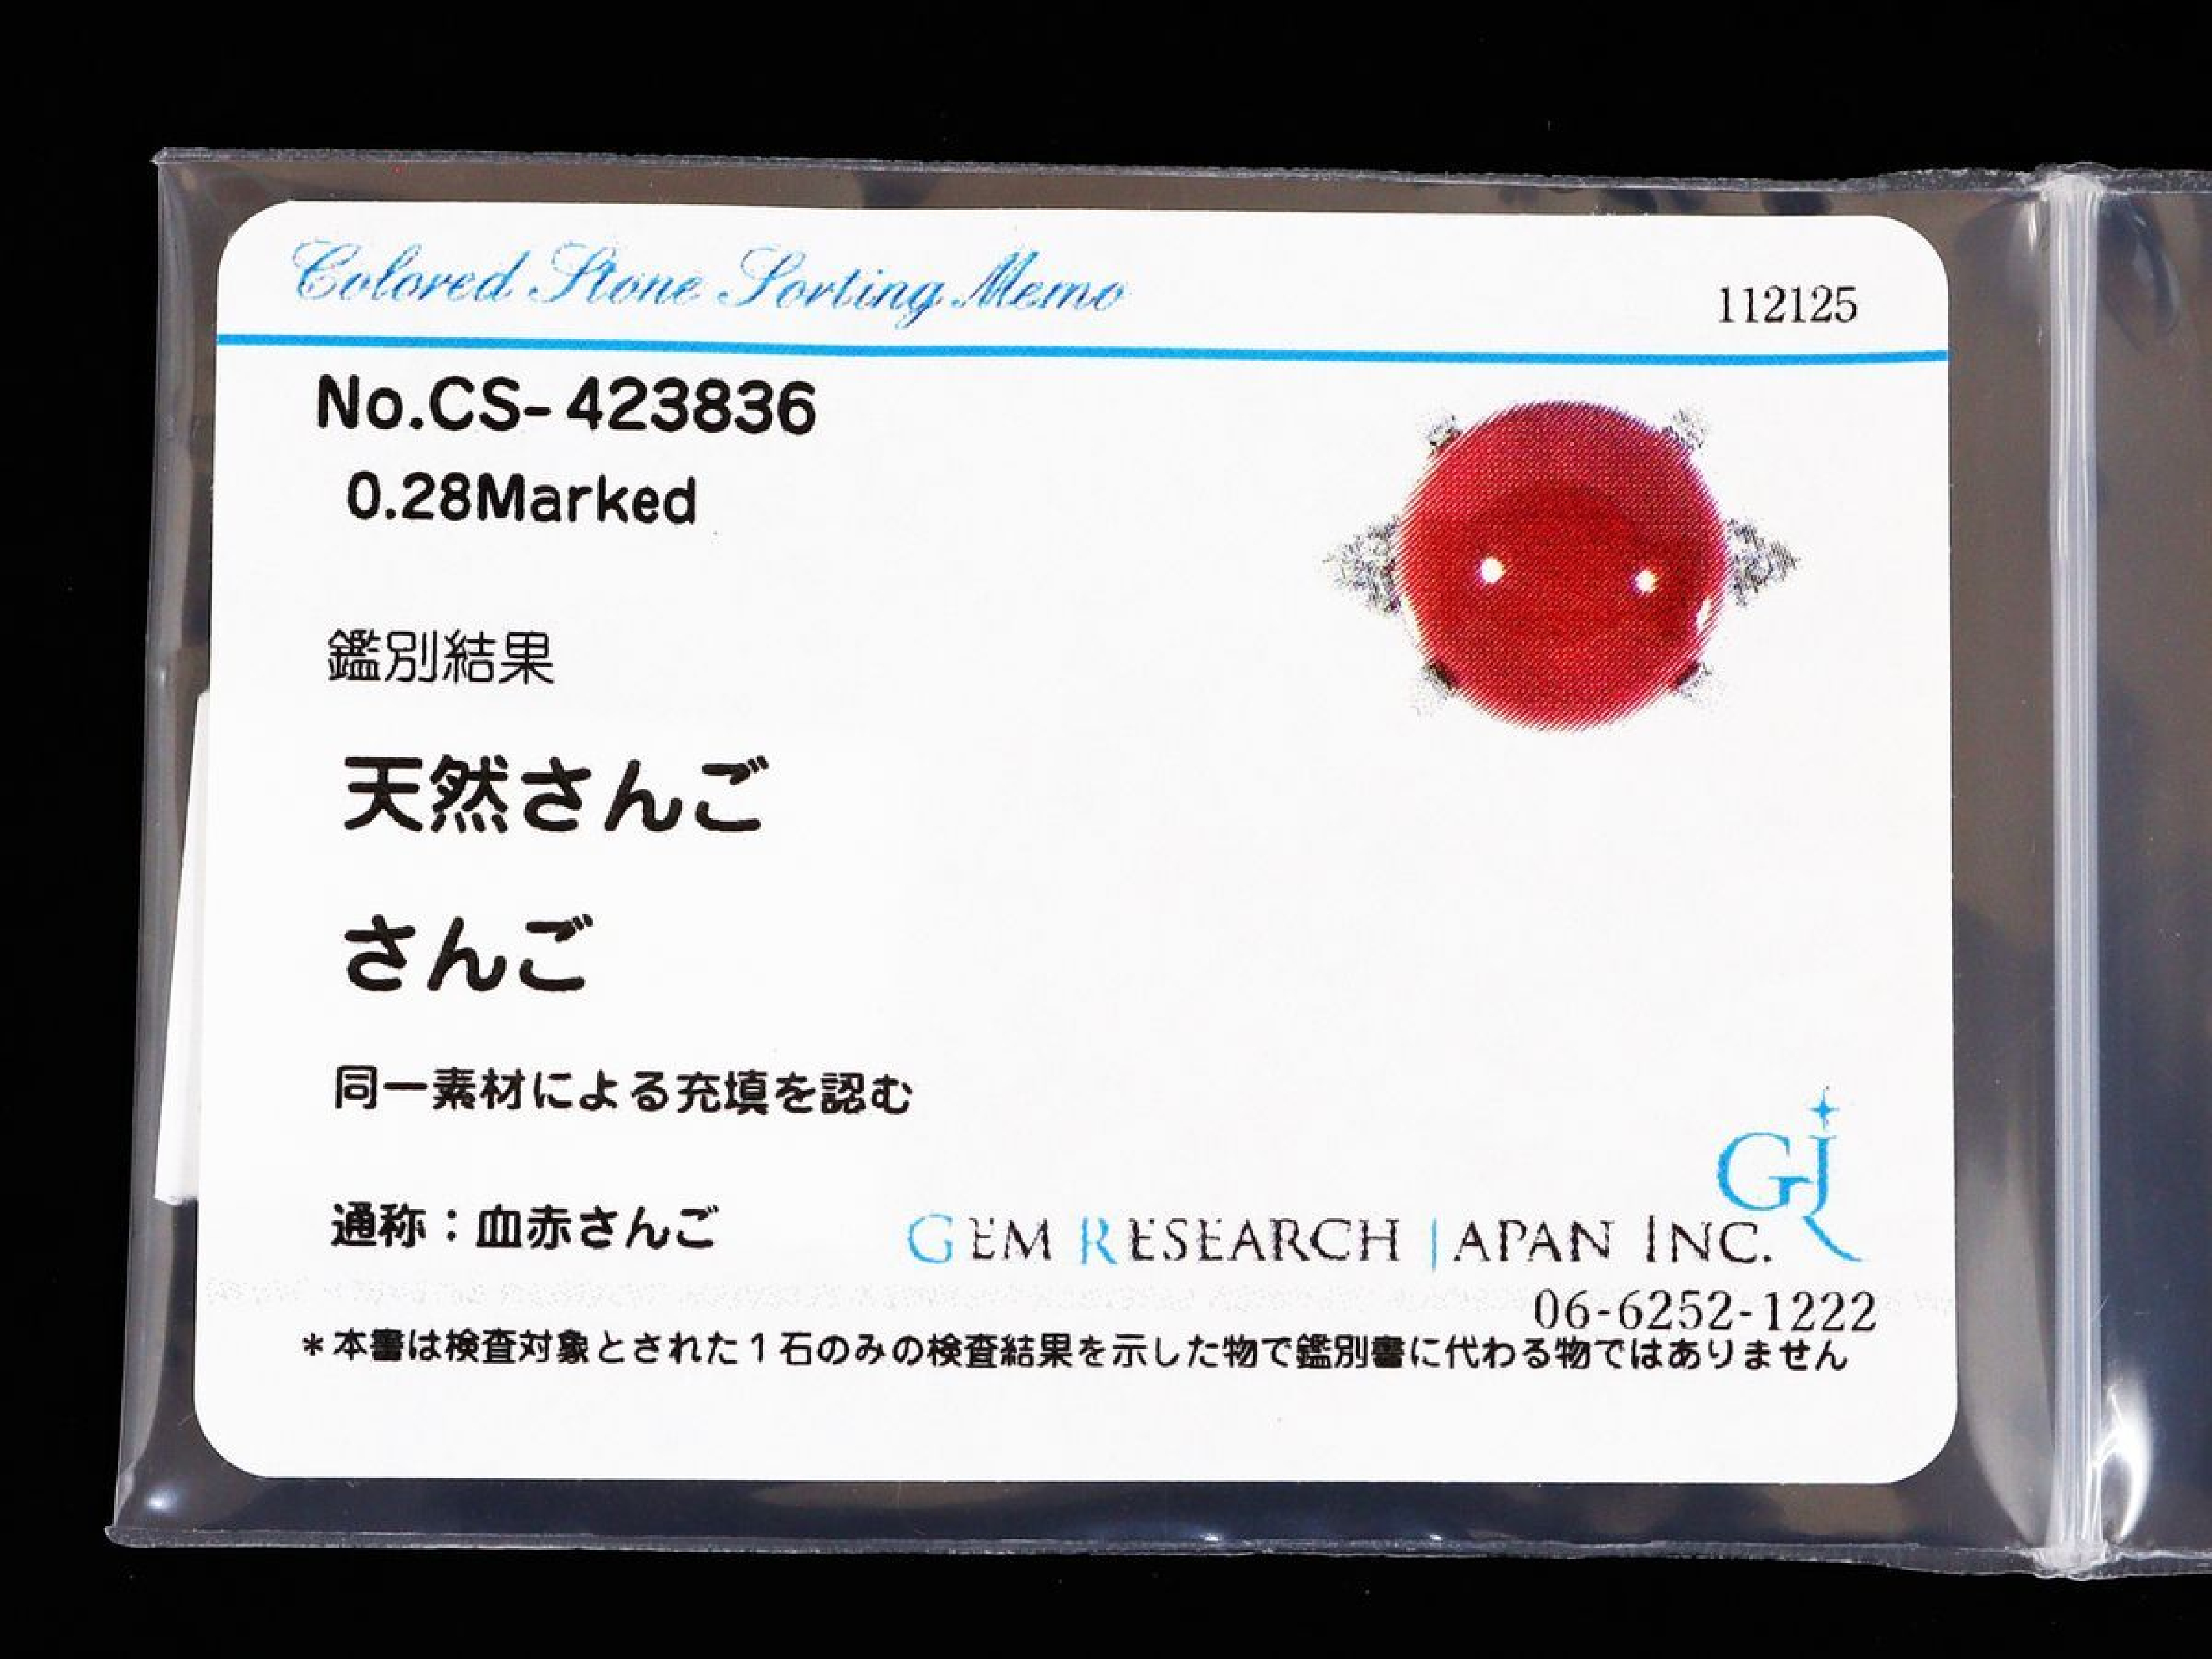 Colored Stone Sorting Memo
112125
No.CS-423836
0.28Marked
鑑別結果
天然さんご
さんご
同一素材による充填を認む
通称：血赤さんご
GJ
GEM RESEARCH JAPAN INC.
06-6252-1222
＊本書は検査対象とされた１石のみの検査結果を示した物で鑑別書に代わる物ではありません